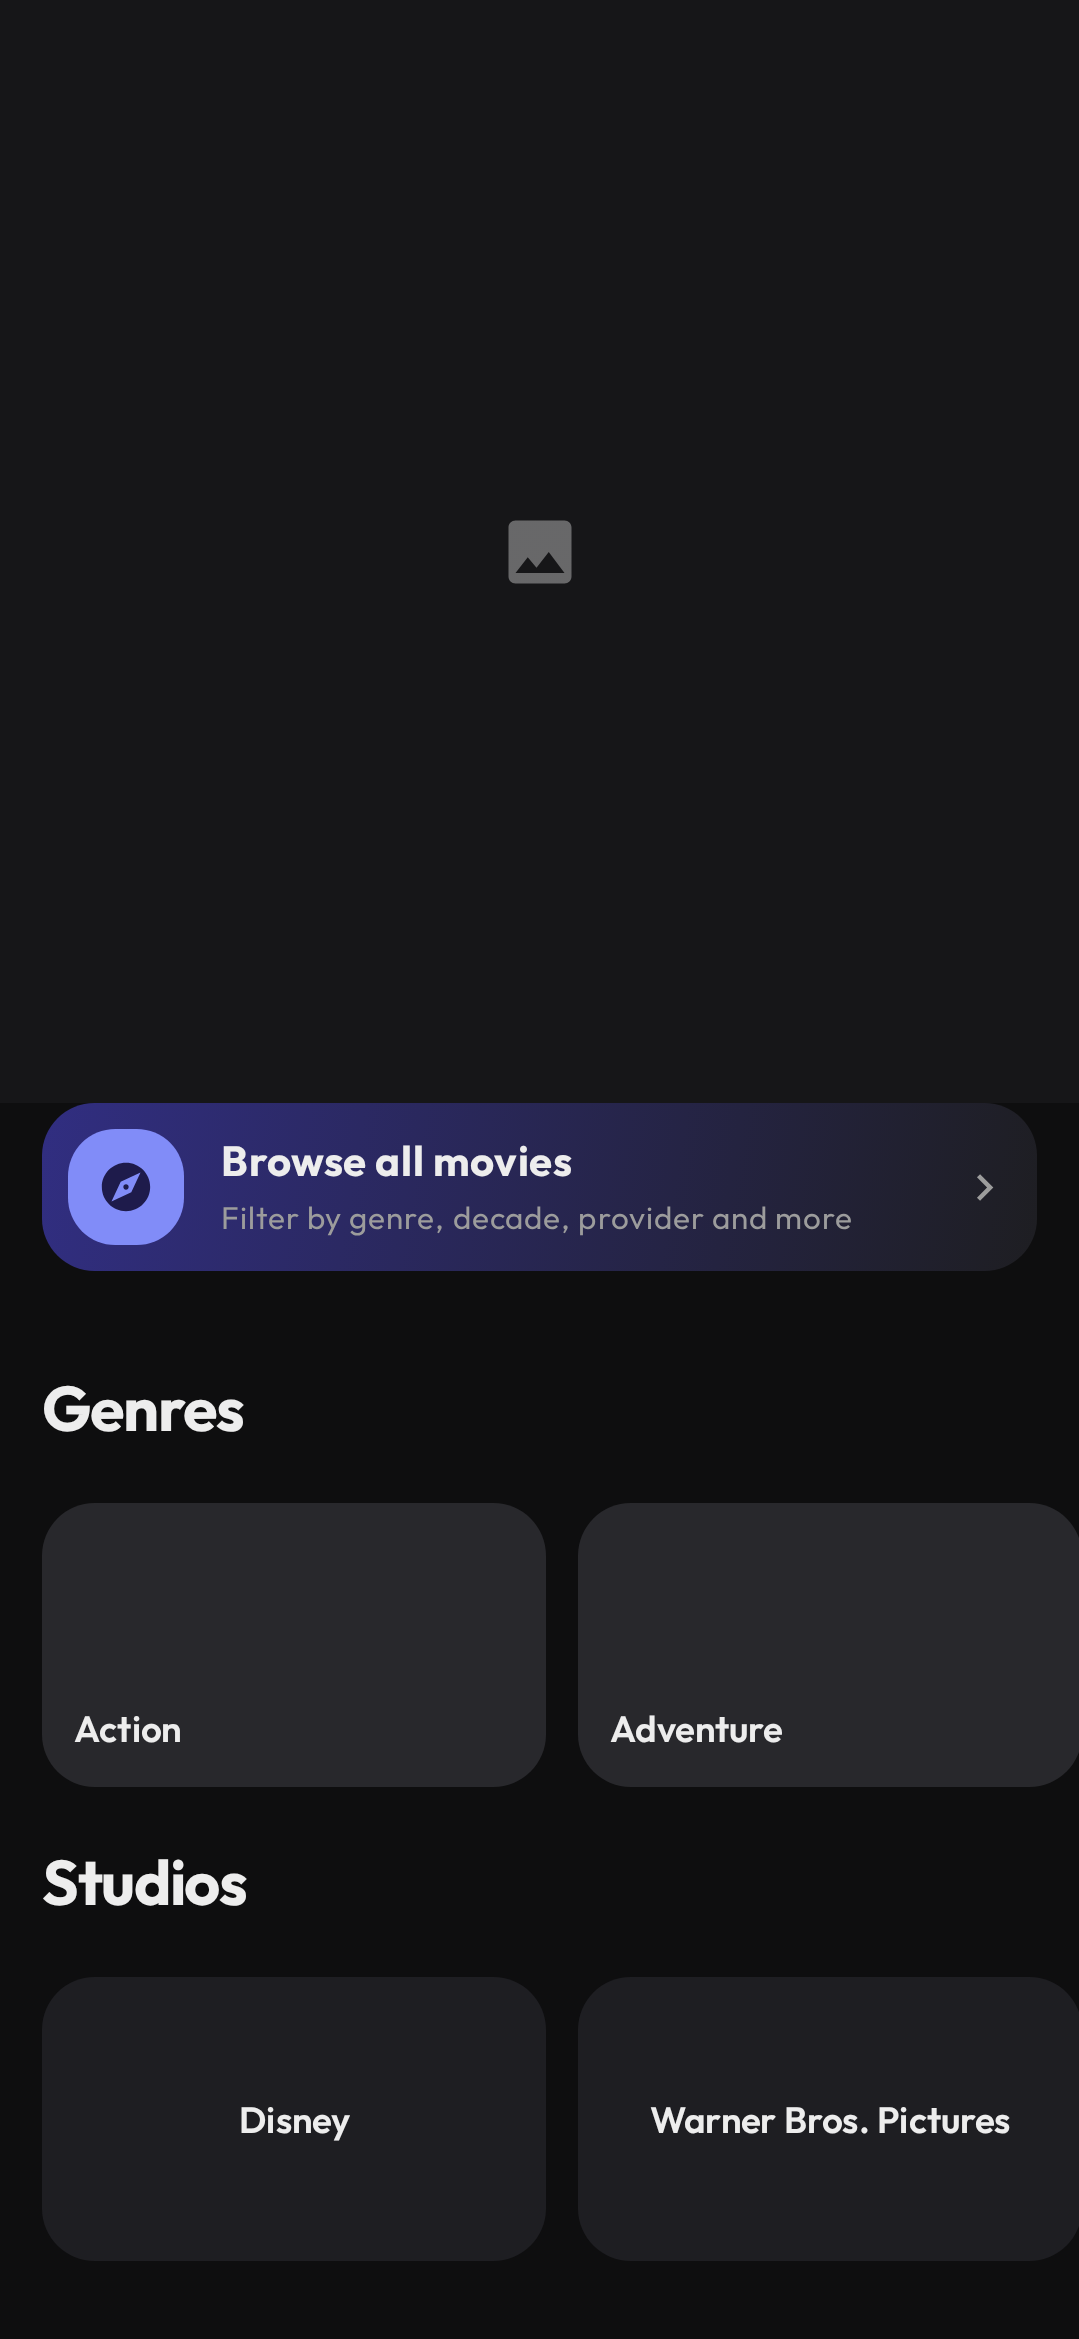 Browse all movies
Filter by genre, decade, provider and more
Genres
Action
Adventure
Studios
Disney
Warner Bros. Pictures